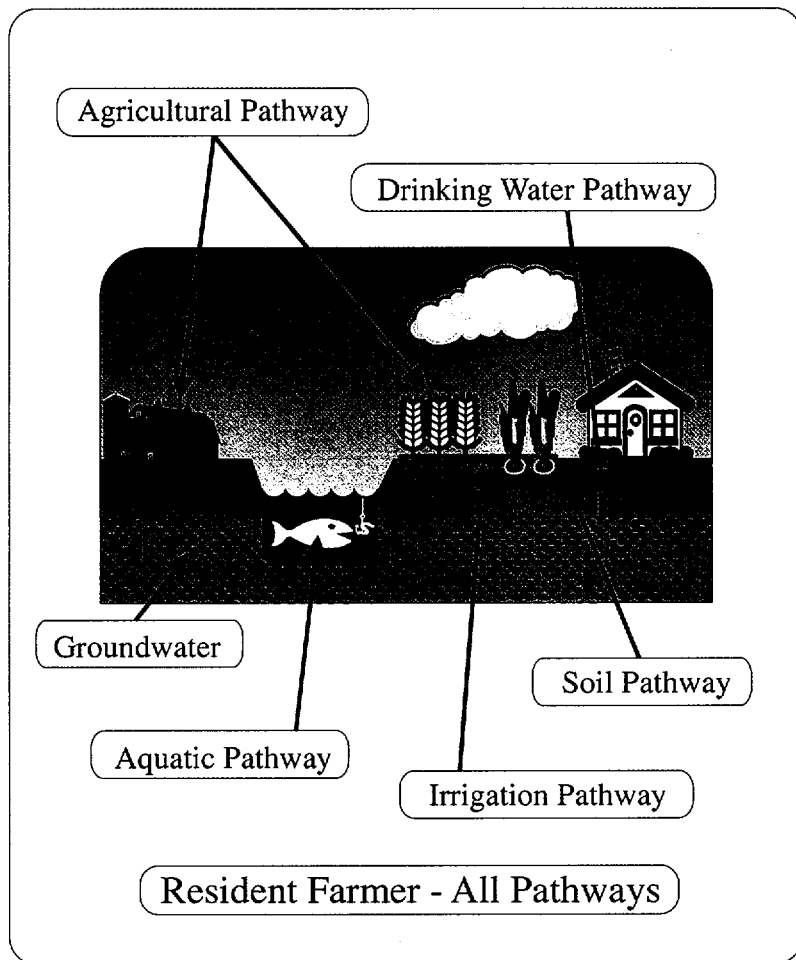 Agricultural Pathway
Drinking Water Pathway
Groundwater
Soil Pathway
Aquatic Pathway
Irrigation Pathway
Resident Farmer - All Pathways